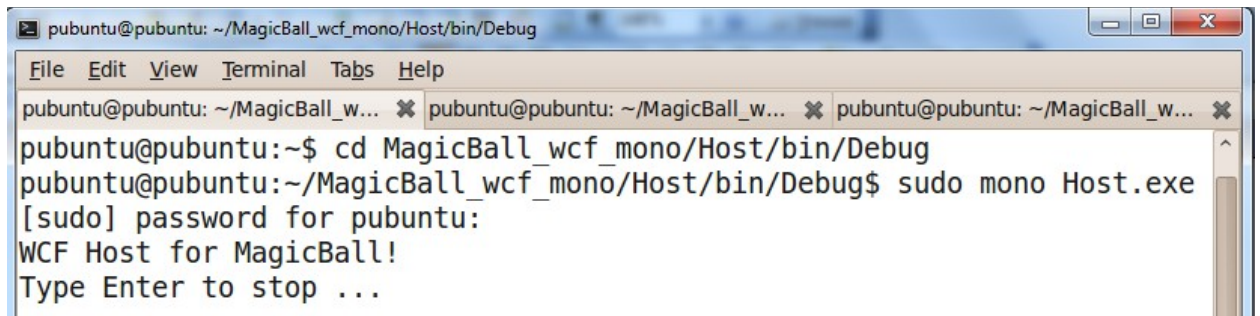 pubuntu@pubuntu: ~/MagicBall_wcf_mono/Host/bin/Debug
File Edit View Terminal Tabs Help
pubuntu@pubuntu: ~/MagicBall_w... pubuntu@pubuntu: ~/MagicBall_w... pubuntu@pubuntu: ~/MagicBall_w...
pubuntu@pubuntu:~$ cd MagicBall_wcf_mono/Host/bin/Debug
pubuntu@pubuntu:~/MagicBall_wcf_mono/Host/bin/Debug$ sudo mono Host.exe
[sudo] password for pubuntu:
WCF Host for MagicBall!
Type Enter to stop ...